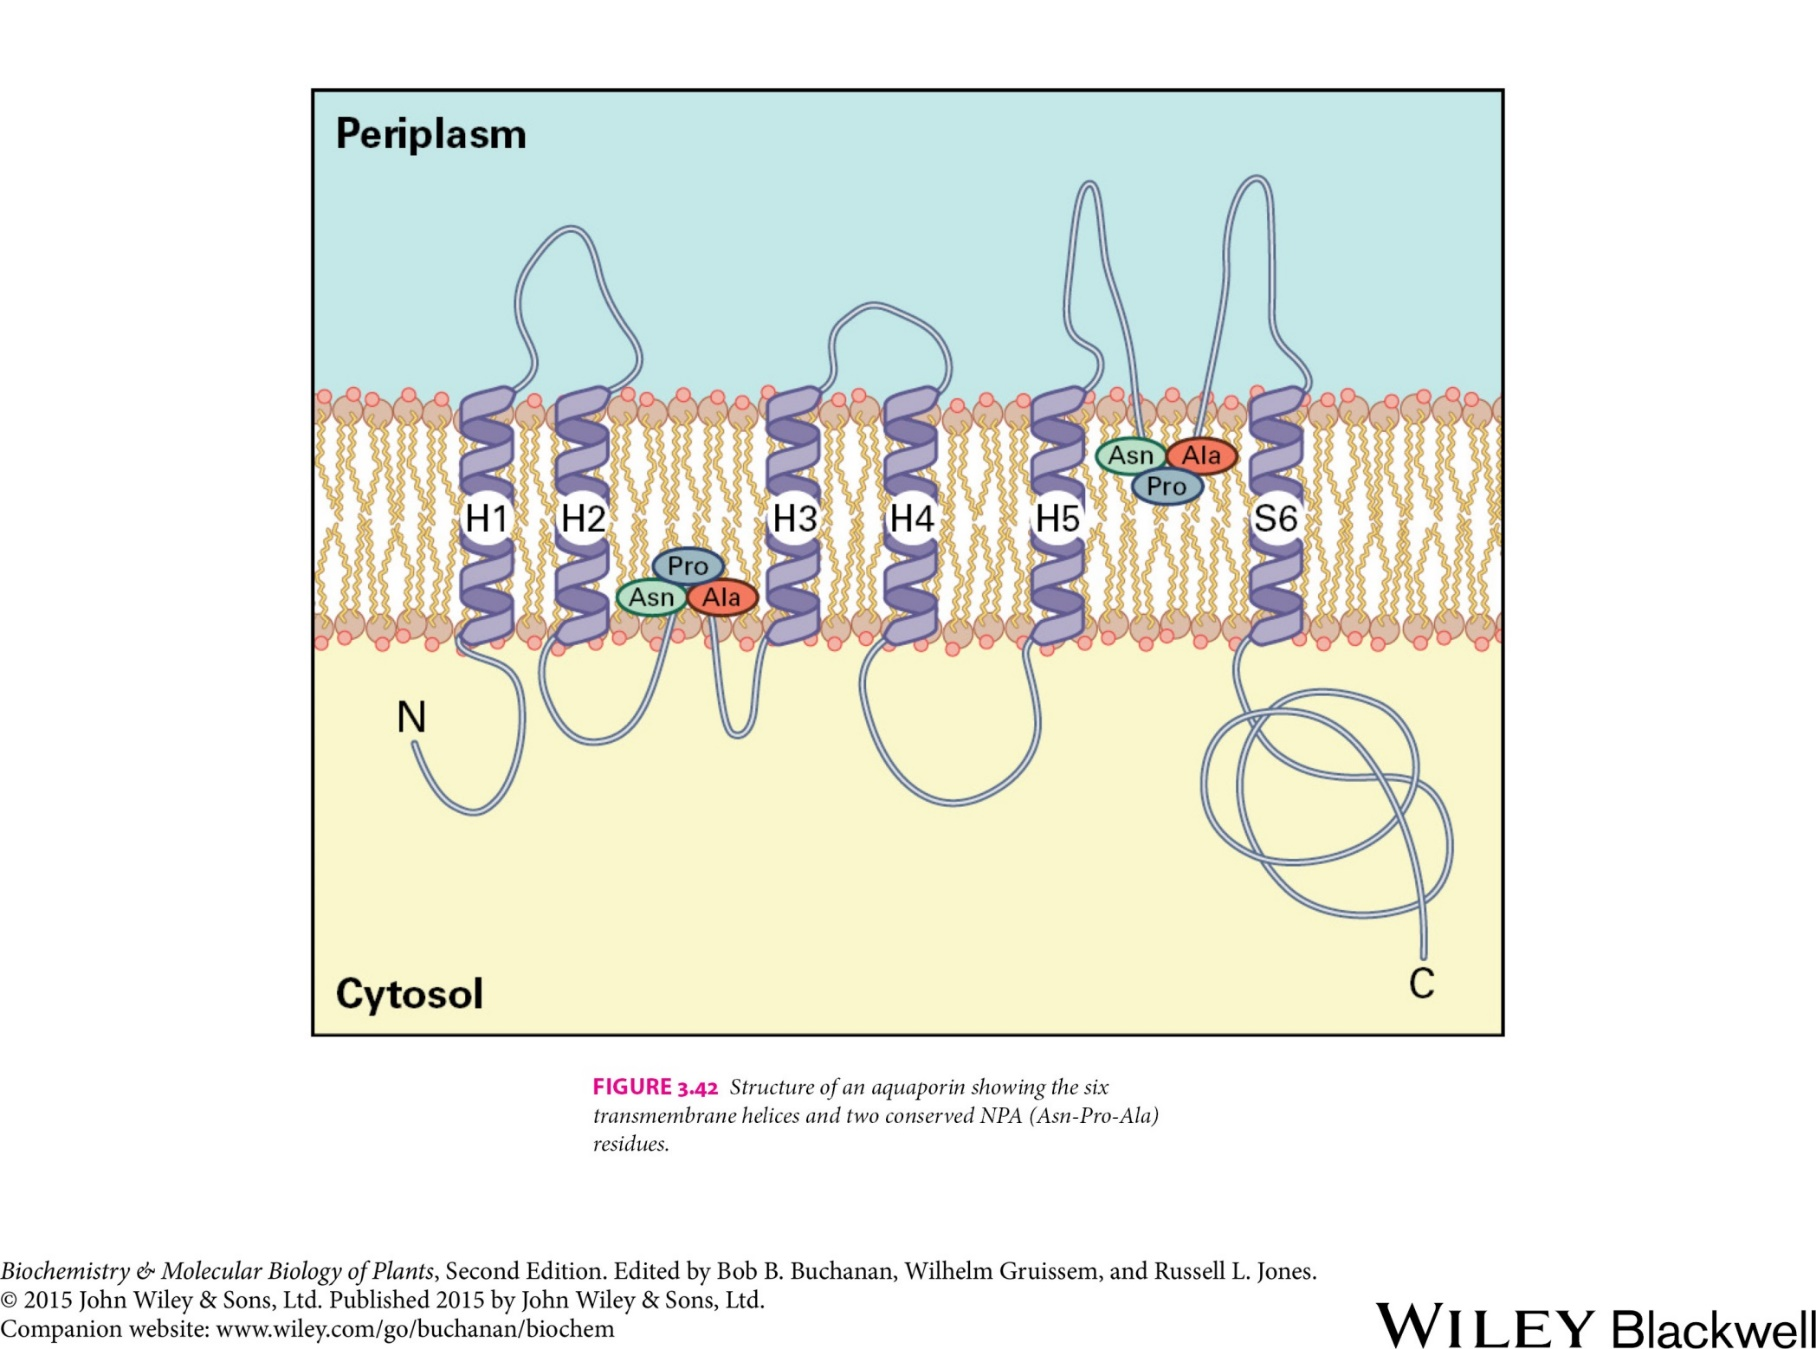 Periplasm
H1 H2 H3 H4 H5 S6
Asn Ala
Pro
Pro
Asn Ala
N
C
Cytosol
FIGURE 3.42 Structure of an aquaporin showing the six
transmembrane helices and two conserved NPA (Asn-Pro-Ala)
residues.
Biochemistry & Molecular Biology of Plants, Second Edition. Edited by Bob B. Buchanan, Wilhelm Gruissem, and Russell L. Jones.
© 2015 John Wiley & Sons, Ltd. Published 2015 by John Wiley & Sons, Ltd.
Companion website: www.wiley.com/go/buchanan/biochem
WILEY Blackwell